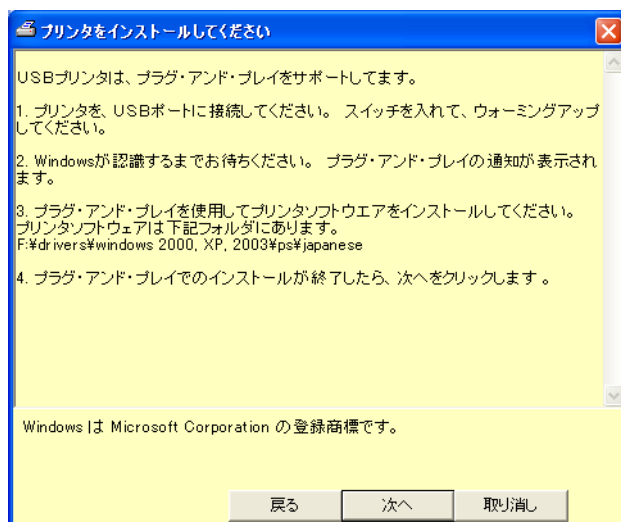 プリンタをインストールしてください
USBプリンタは、プラグ・アンド・プレイをサポートしてます。
1. プリンタを、USBポートに接続してください。 スイッチを入れて、ウォーミングアップ
してください。
2. Windowsが認識するまでお待ちください。 プラグ・アンド・プレイの通知が表示され
ます。
3. プラグ・アンド・プレイを使用してプリンタソフトウエアをインストールしてください。
プリンタソフトウェアは下記フォルダにあります。
F:¥drivers¥windows 2000, XP, 2003¥ps¥japanese
4. プラグ・アンド・プレイでのインストールが終了したら、次へをクリックします 。
Windows は Microsoft Corporation の登録商標です。
戻る 次へ 取り消し